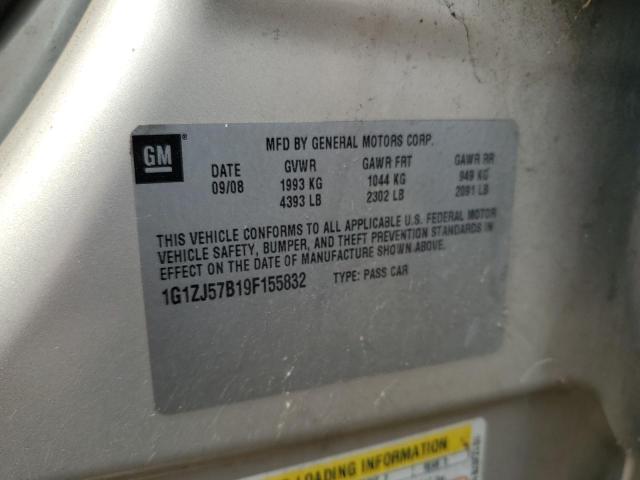 GM ®
MFD BY GENERAL MOTORS CORP.
DATE GVWR GAWR FRT GAWR RR
09/08 1993 KG 1044 KG 949 KG
4393 LB 2302 LB 2091 LB
THIS VEHICLE CONFORMS TO ALL APPLICABLE U.S. FEDERAL MOTOR
VEHICLE SAFETY, BUMPER, AND THEFT PREVENTION STANDARDS IN
EFFECT ON THE DATE OF MANUFACTURE SHOWN ABOVE.
1G1ZJ57B19F155832 TYPE: PASS CAR
LOADING INFORMATION